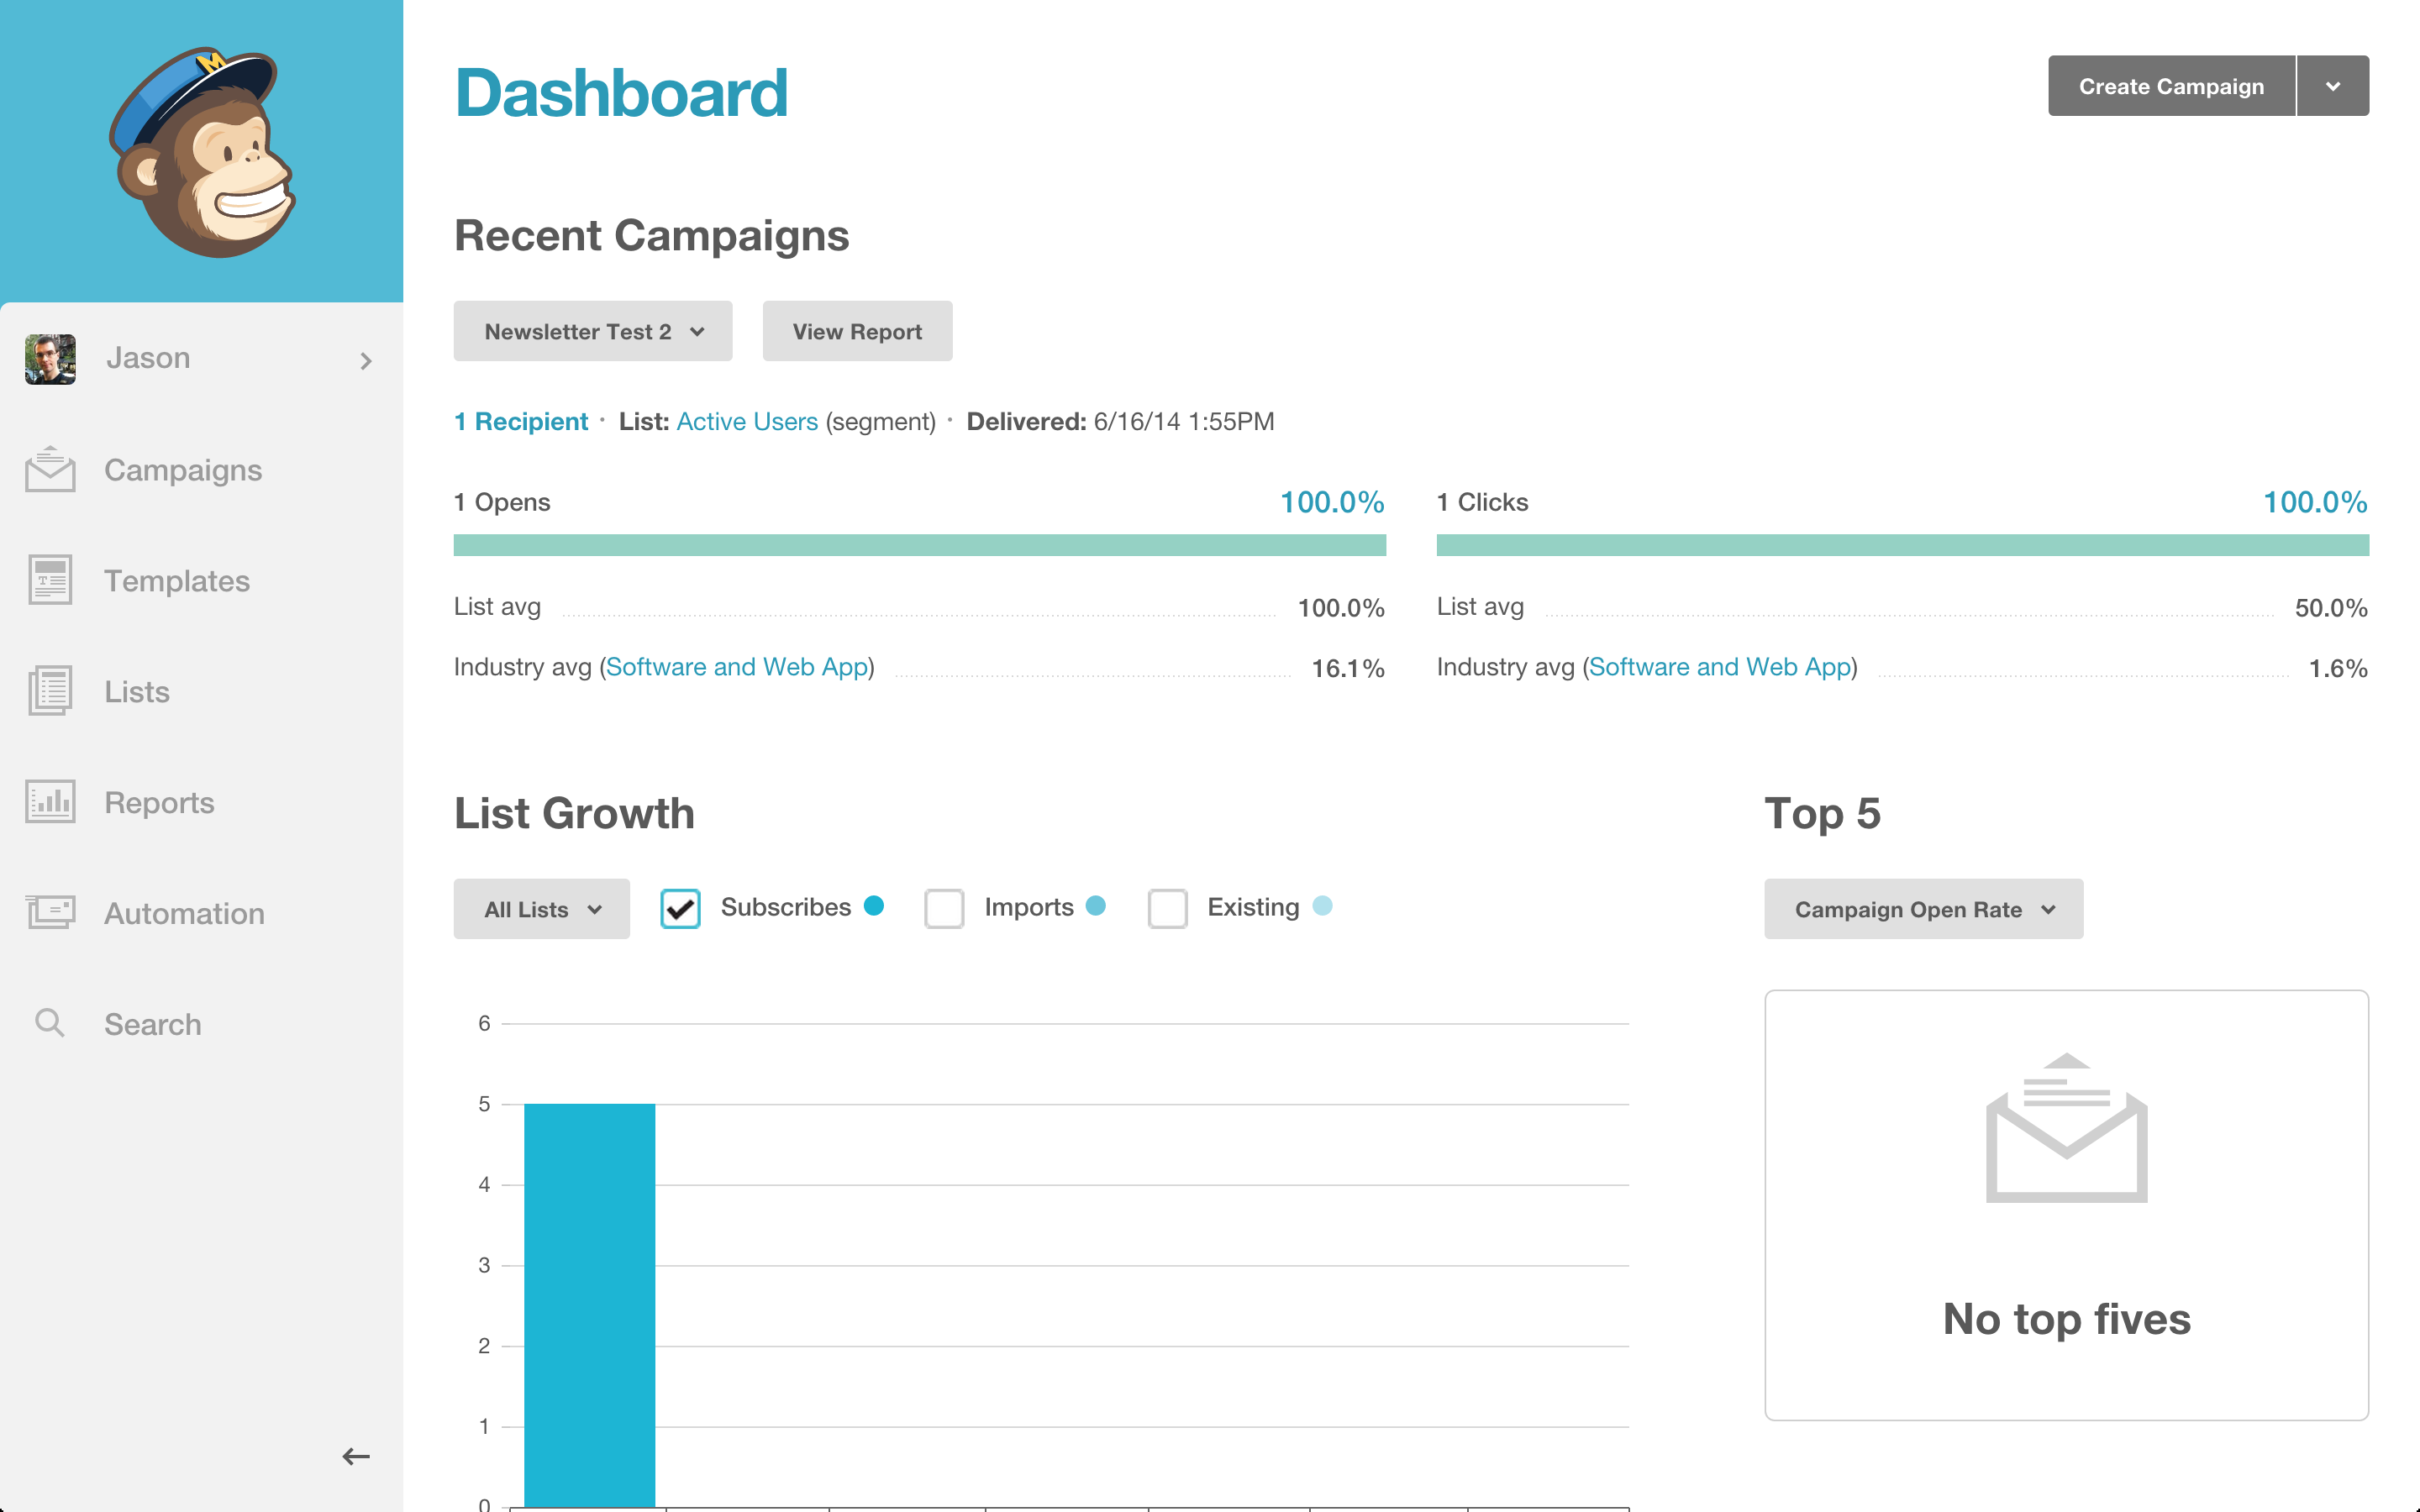 M
Dashboard
Create Campaign
Recent Campaigns
Newsletter Test 2
View Report
Jason
1 Recipient · List: Active Users (segment) · Delivered: 6/16/14 1:55PM
Campaigns
1 Opens 100.0%
1 Clicks 100.0%
Templates
List avg 100.0%
List avg 50.0%
Industry avg (Software and Web App) 16.1%
Industry avg (Software and Web App) 1.6%
Lists
Reports
List Growth
Top 5
Automation
All Lists
Subscribes
Imports
Existing
Campaign Open Rate
Search
6
5
4
3
2
1
0
No top fives